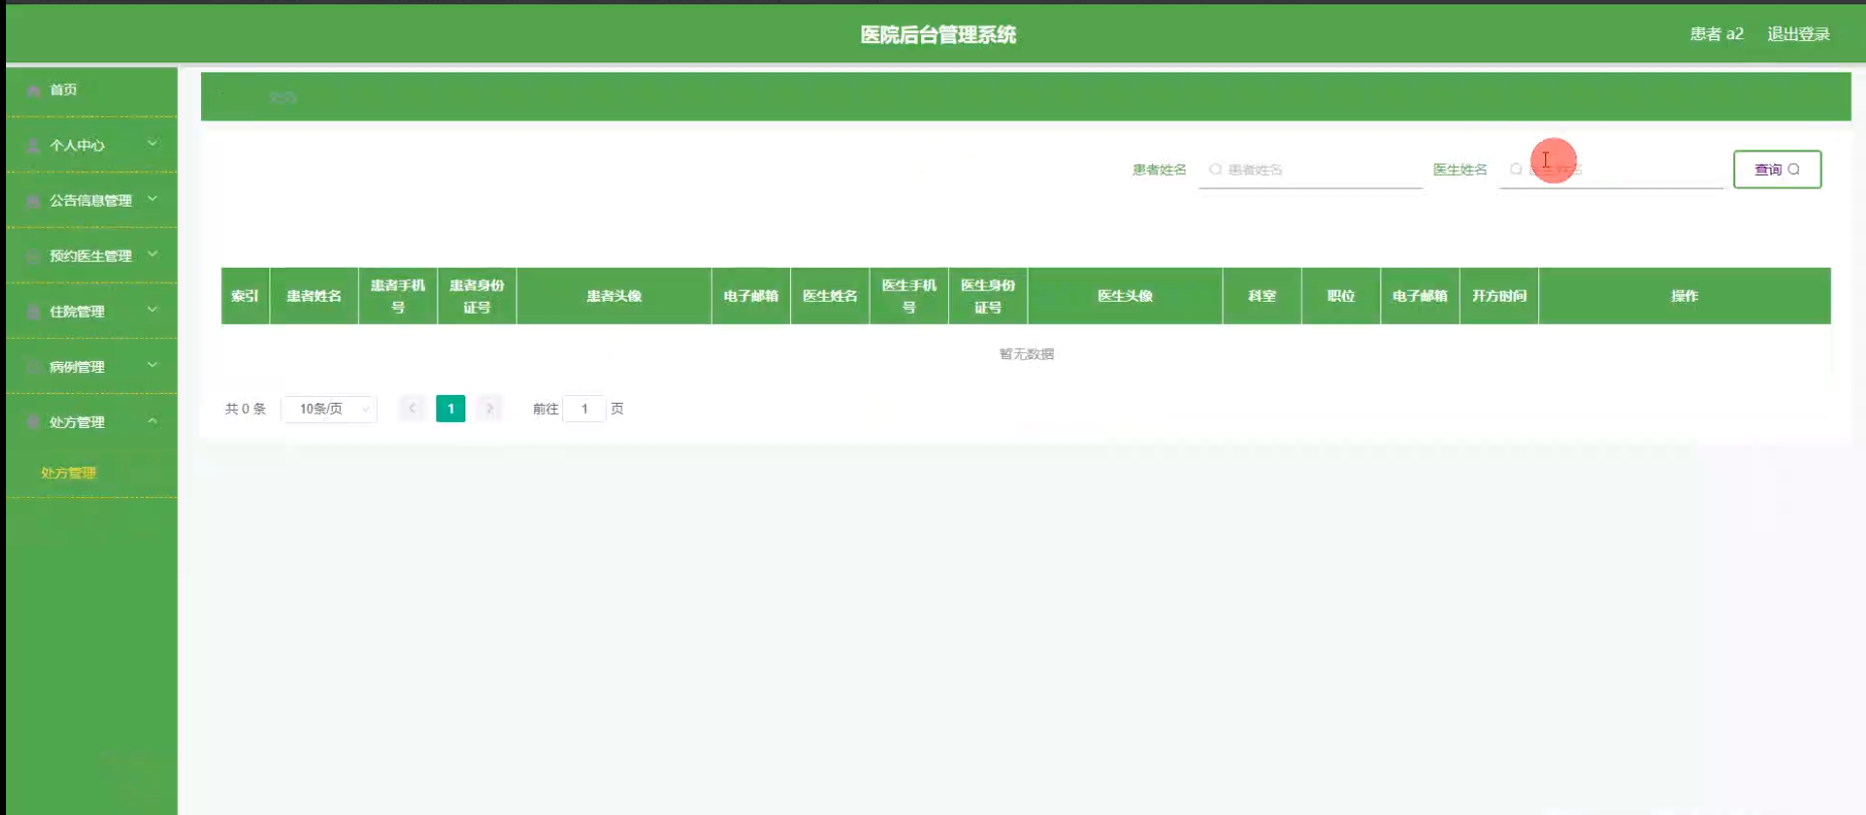 医院后台管理系统
患者 a2 退出登录
首页
个人中心
公告信息管理
预约医生管理
住院管理
病例管理
处方管理
处方管理
患者姓名 患者姓名 医生姓名 查询
索引 患者姓名 患者手机号 患者身份证号 患者头像 电子邮箱 医生姓名 医生手机号 医生身份证号 医生头像 科室 职位 电子邮箱 开方时间 操作
暂无数据
共 0 条 10条/页 1 前往 1 页